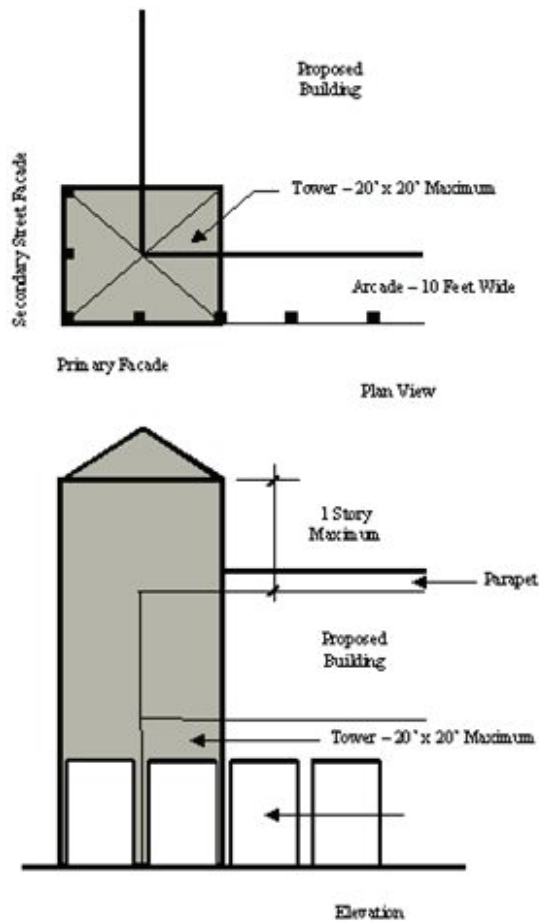 Proposed
Building
Secondary Street Facade
Tower – 20' x 20' Maximum
Arcade – 10 Feet Wide
Primary Facade
Plan View
1 Story
Maximum
Parapet
Proposed
Building
Tower – 20' x 20' Maximum
Elevation